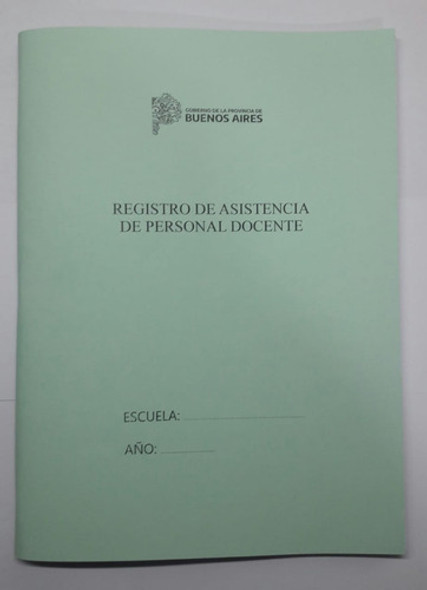 GOBIERNO DE LA PROVINCIA DE
BUENOS AIRES
REGISTRO DE ASISTENCIA
DE PERSONAL DOCENTE
ESCUELA:
AÑO: